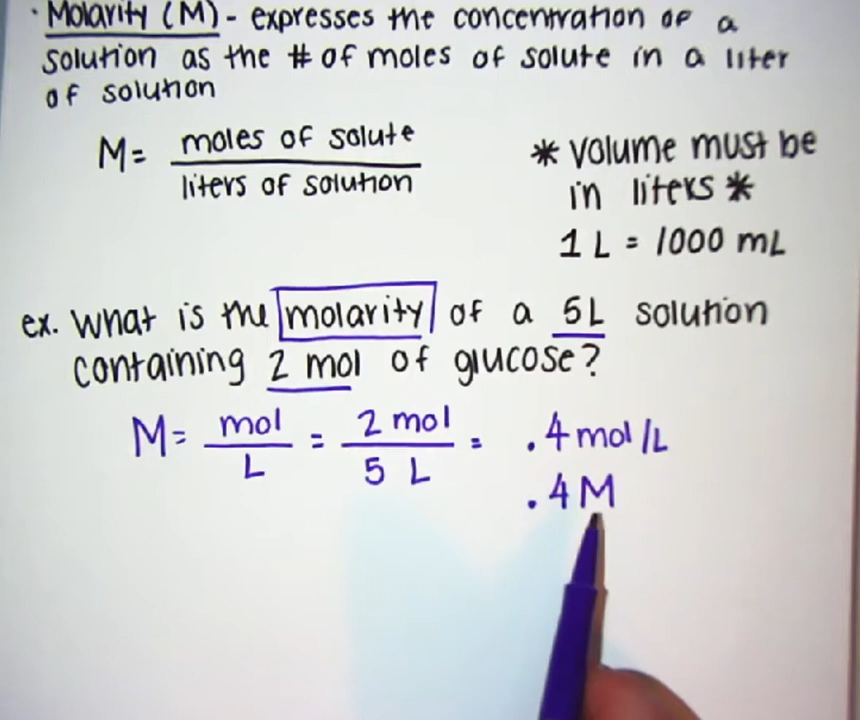 · Molarity (M) - expresses the concentration of a
solution as the # of moles of solute in a liter
of solution
M = moles of solute / liters of solution
* volume must be
in liters *
1 L = 1000 mL
ex. What is the molarity of a 5L solution
containing 2 mol of glucose?
M = mol / L = 2 mol / 5 L = .4 mol/L
.4 M